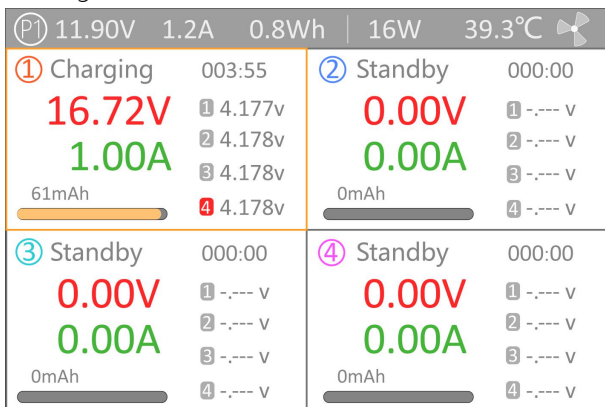 P1 11.90V 1.2A 0.8Wh 16W 39.3℃
1 Charging 003:55
16.72V
1.00A
61mAh
1 4.177v
2 4.178v
3 4.178v
4 4.178v
2 Standby 000:00
0.00V
0.00A
0mAh
1 -.--- v
2 -.--- v
3 -.--- v
4 -.--- v
3 Standby 000:00
0.00V
0.00A
0mAh
1 -.--- v
2 -.--- v
3 -.--- v
4 -.--- v
4 Standby 000:00
0.00V
0.00A
0mAh
1 -.--- v
2 -.--- v
3 -.--- v
4 -.--- v